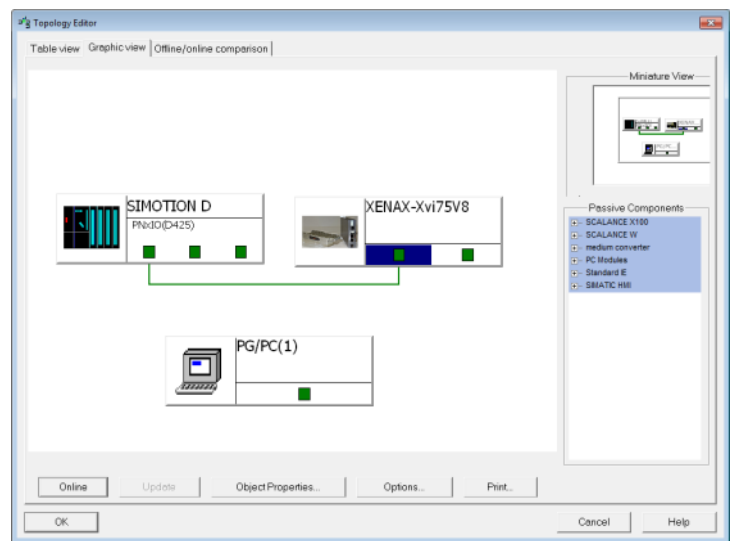 Topology Editor
Table view Graphic view Offline/online comparison
Miniature View
SIMOTION D
PNxIO(D425)
XENAX-Xvi75V8
PG/PC(1)
Passive Components
SCALANCE X100
SCALANCE W
medium converter
PC Modules
Standard IE
SIMATIC HMI
Online Update Object Properties... Options... Print...
OK Cancel Help